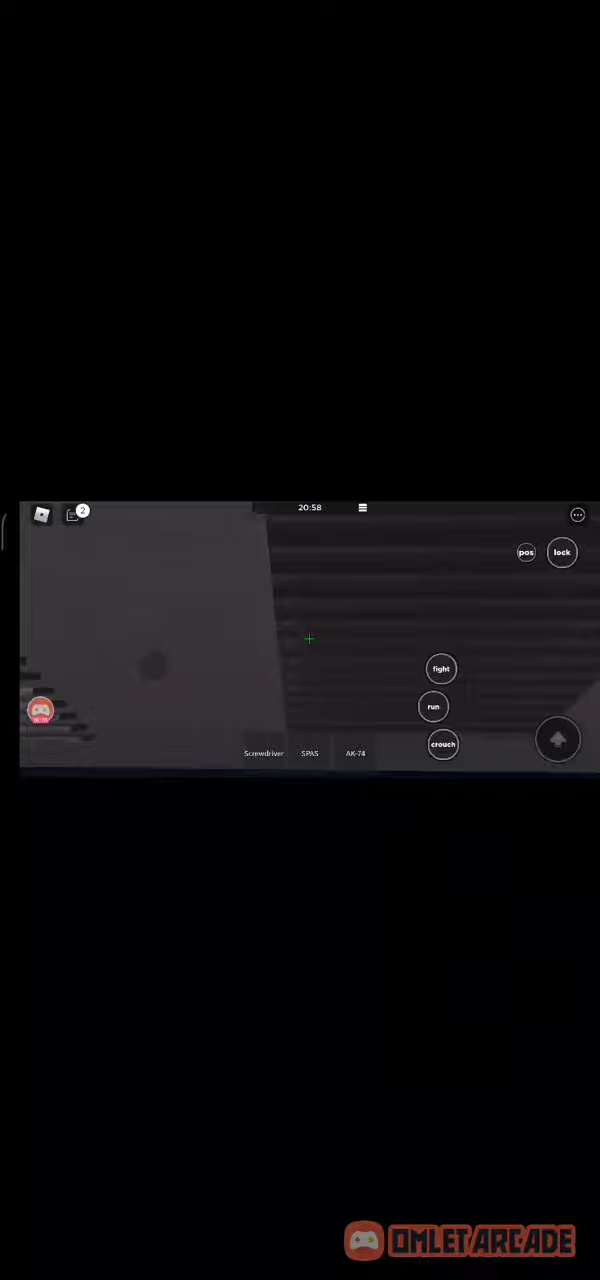 2
20:58
pos
lock
fight
run
crouch
Screwdriver
SPAS
AK-74
OMLET ARCADE